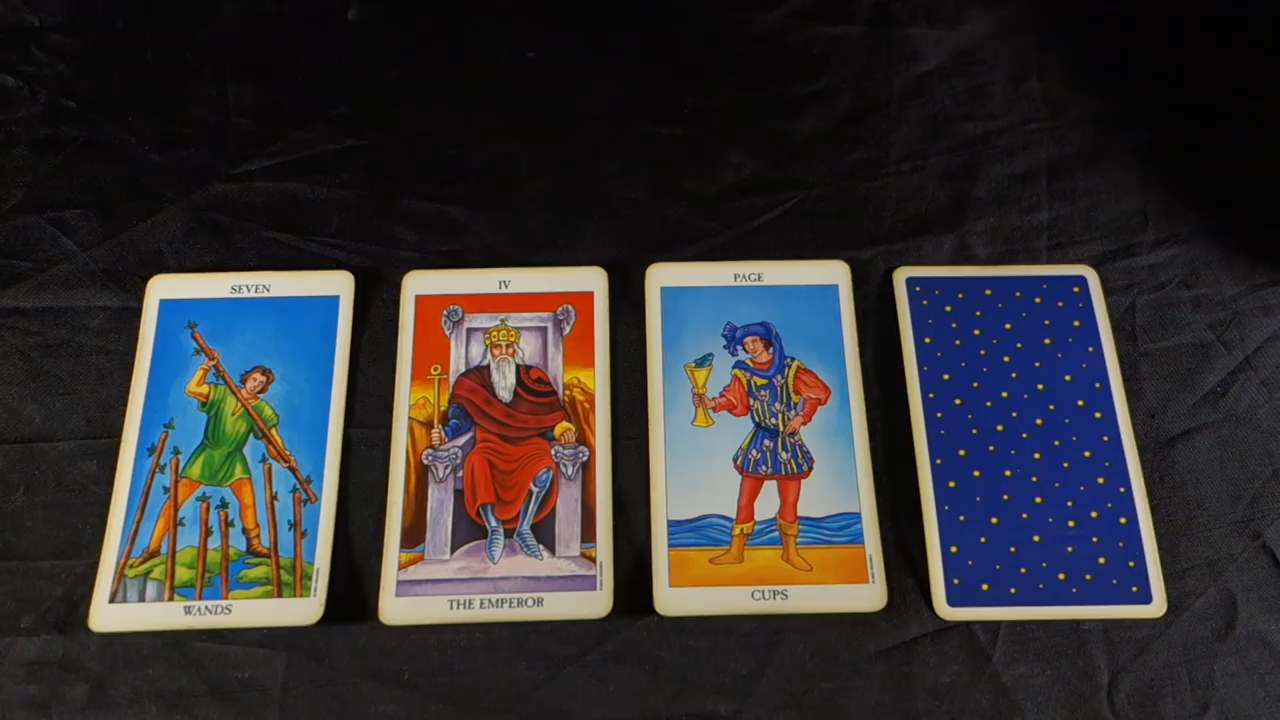 SEVEN
WANDS
IV
THE EMPEROR
PAGE
CUPS